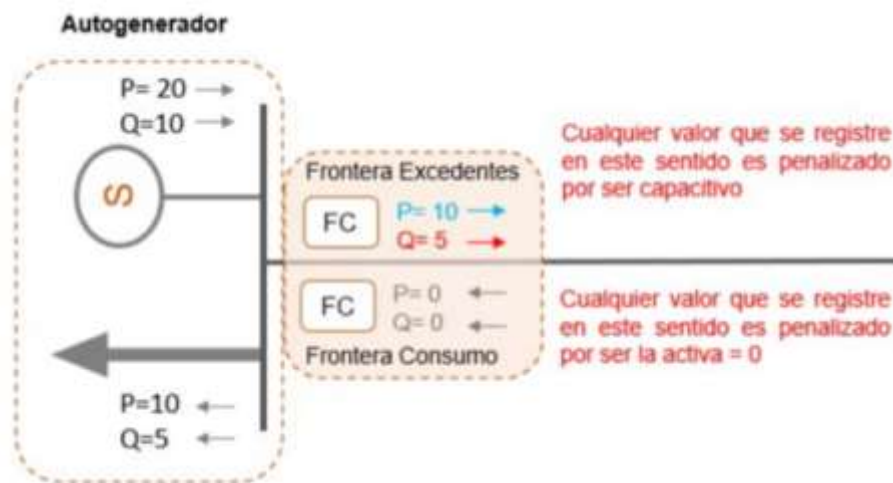 Autogenerador
P= 20
Q=10
S
Frontera Excedentes
FC
P= 10
Q= 5
FC
P=0
Q=0
Frontera Consumo
P=10
Q=5
Cualquier valor que se registre
en este sentido es penalizado
por ser capacitivo
Cualquier valor que se registre
en este sentido es penalizado
por ser la activa = 0